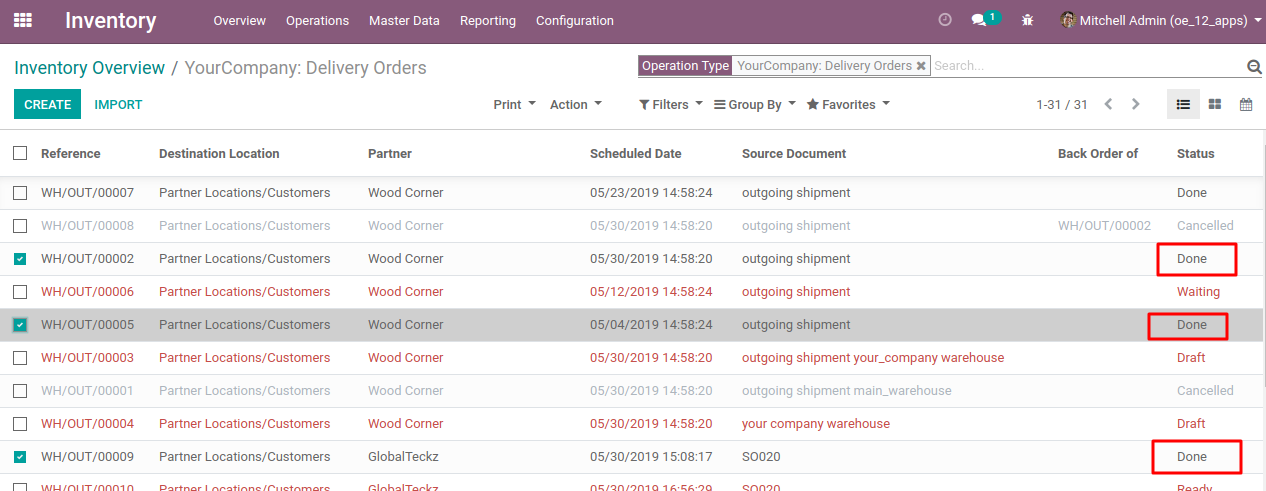 Inventory Overview Operations Master Data Reporting Configuration 1 Mitchell Admin (oe_12_apps)
Inventory Overview / YourCompany: Delivery Orders Operation Type YourCompany: Delivery Orders Search...
CREATE IMPORT Print Action Filters Group By Favorites 1-31 / 31
Reference Destination Location Partner Scheduled Date Source Document Back Order of Status
WH/OUT/00007 Partner Locations/Customers Wood Corner 05/23/2019 14:58:24 outgoing shipment Done
WH/OUT/00008 Partner Locations/Customers Wood Corner 05/30/2019 14:58:20 outgoing shipment WH/OUT/00002 Cancelled
WH/OUT/00002 Partner Locations/Customers Wood Corner 05/30/2019 14:58:20 outgoing shipment Done
WH/OUT/00006 Partner Locations/Customers Wood Corner 05/12/2019 14:58:24 outgoing shipment Waiting
WH/OUT/00005 Partner Locations/Customers Wood Corner 05/04/2019 14:58:24 outgoing shipment Done
WH/OUT/00003 Partner Locations/Customers Wood Corner 05/30/2019 14:58:20 outgoing shipment your_company warehouse Draft
WH/OUT/00001 Partner Locations/Customers Wood Corner 05/30/2019 14:58:20 outgoing shipment main_warehouse Cancelled
WH/OUT/00004 Partner Locations/Customers Wood Corner 05/30/2019 14:58:20 your company warehouse Draft
WH/OUT/00009 Partner Locations/Customers GlobalTeckz 05/30/2019 15:08:17 SO020 Done
WH/OUT/00010 Partner Locations/Customers GlobalTeckz 05/30/2019 16:56:29 SO020 Ready